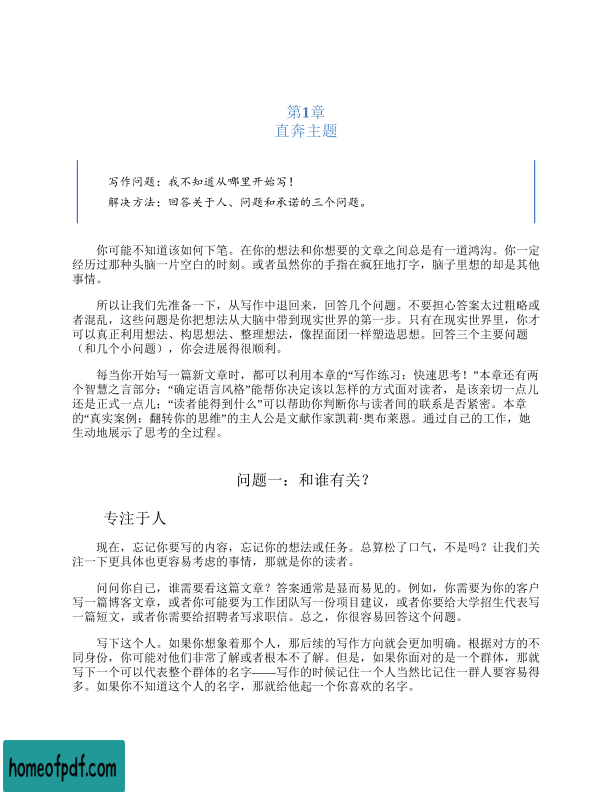 第1章
直奔主题
写作问题：我不知道从哪里开始写！
解决方法：回答关于人、问题和承诺的三个问题。
你可能不知道该如何下笔。在你的想法和你想要的文章之间总是有一道鸿沟。你一定
经历过那种头脑一片空白的时刻。或者虽然你的手指在疯狂地打字，脑子里想的却是其他
事情。
所以让我们先准备一下，从写作中退回来，回答几个问题。不要担心答案太过粗略或
者混乱，这些问题是你把想法从大脑中带到现实世界的第一步。只有在现实世界里，你才
可以真正利用想法、构思想法、整理想法，像捏面团一样塑造思想。回答三个主要问题
（和几个小问题），你会进展得很顺利。
每当你开始写一篇新文章时，都可以利用本章的“写作练习：快速思考！”本章还有两
个智慧之言部分；“确定语言风格”能帮你决定该以怎样的方式面对读者，是该亲切一点儿
还是正式一点儿；“读者能得到什么”可以帮助你判断你与读者间的联系是否紧密。本章
的“真实案例：翻转你的思维”的主人公是文献作家凯莉·奥布莱恩。通过自己的工作，她
生动地展示了思考的全过程。
问题一：和谁有关？
专注于人
现在，忘记你要写的内容，忘记你的想法或任务。总算松了口气，不是吗？让我们关
注一下更具体也更容易考虑的事情，那就是你的读者。
问问你自己，谁需要看这篇文章？答案通常是显而易见的。例如，你需要为你的客户
写一篇博客文章，或者你可能要为工作团队写一份项目建议，或者你要给大学招生代表写
一篇短文，或者你需要给招聘者写求职信。总之，你很容易回答这个问题。
写下这个人。如果你想象着那个人，那后续的写作方向就会更加明确。根据对方的不
同身份，你可能对他们非常了解或者根本不了解。但是，如果你面对的是一个群体，那就
写下一个可以代表整个群体的名字——写作的时候记住一个人当然比记住一群人要容易得
多。如果你不知道这个人的名字，那就给他起一个你喜欢的名字。
homeofpdf.com